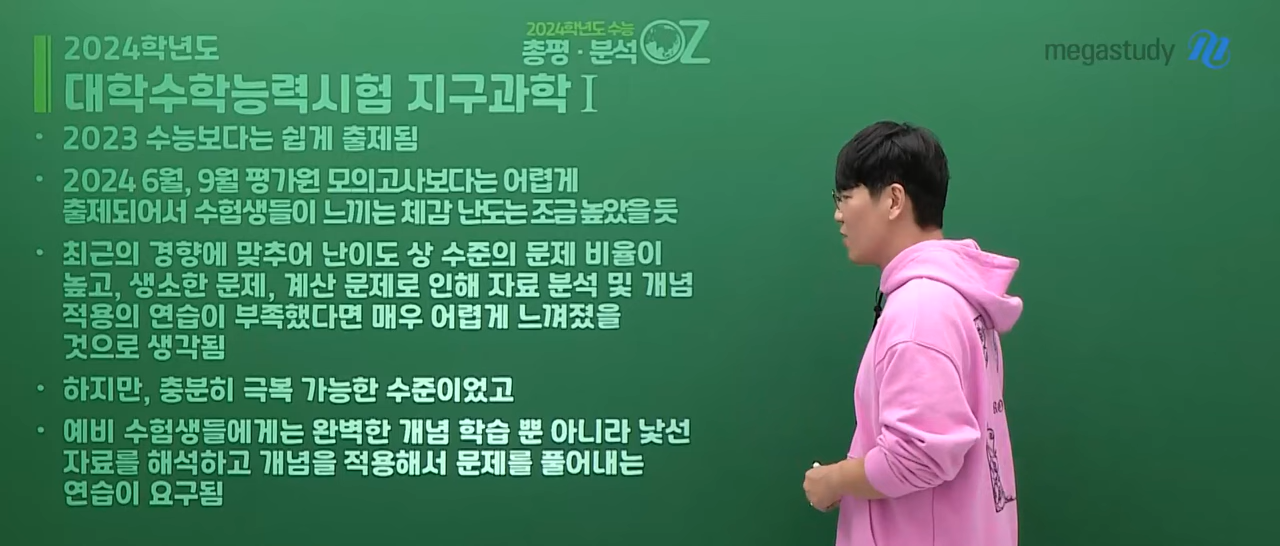 2024학년도
대학수학능력시험 지구과학 I
2024학년도 수능
총평·분석 OZ
megastudy
• 2023 수능보다는 쉽게 출제됨
• 2024 6월, 9월 평가원 모의고사보다는 어렵게
출제되어서 수험생들이 느끼는 체감 난도는 조금 높았을 듯
• 최근의 경향에 맞추어 난이도 상 수준의 문제 비율이
높고, 생소한 문제, 계산 문제로 인해 자료 분석 및 개념
적용의 연습이 부족했다면 매우 어렵게 느껴졌을
것으로 생각됨
• 하지만, 충분히 극복 가능한 수준이었고
• 예비 수험생들에게는 완벽한 개념 학습 뿐 아니라 낯선
자료를 해석하고 개념을 적용해서 문제를 풀어내는
연습이 요구됨